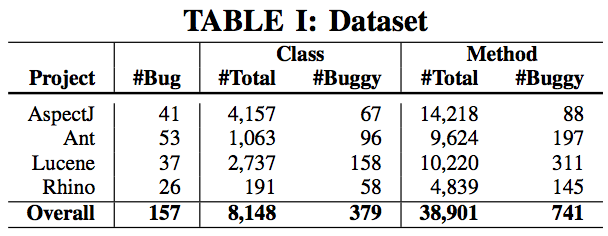 TABLE I: Dataset
Class Method
Project #Bug #Total #Buggy #Total #Buggy
AspectJ 41 4,157 67 14,218 88
Ant 53 1,063 96 9,624 197
Lucene 37 2,737 158 10,220 311
Rhino 26 191 58 4,839 145
Overall 157 8,148 379 38,901 741